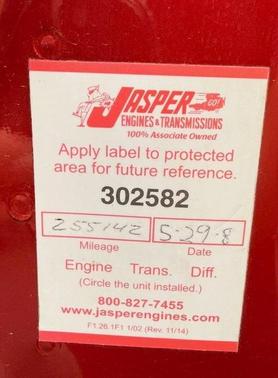 JASPER GO!
ENGINES & TRANSMISSIONS
100% Associate Owned
Apply label to protected
area for future reference.
302582
255142 5-29-8
Mileage Date
Engine Trans. Diff.
(Circle the unit installed.)
800-827-7455
www.jasperengines.com
F1.26.1F1 1/02 (Rev. 11/14)